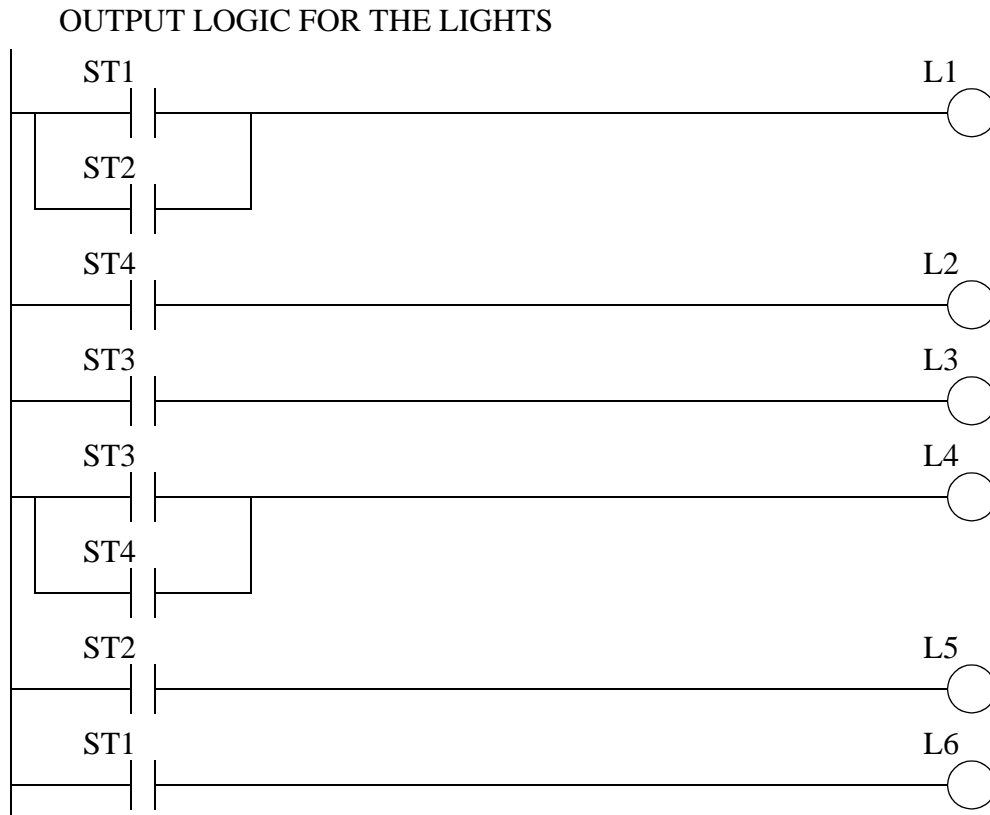 OUTPUT LOGIC FOR THE LIGHTS
ST1 L1
ST2
ST4 L2
ST3 L3
ST3 L4
ST4
ST2 L5
ST1 L6